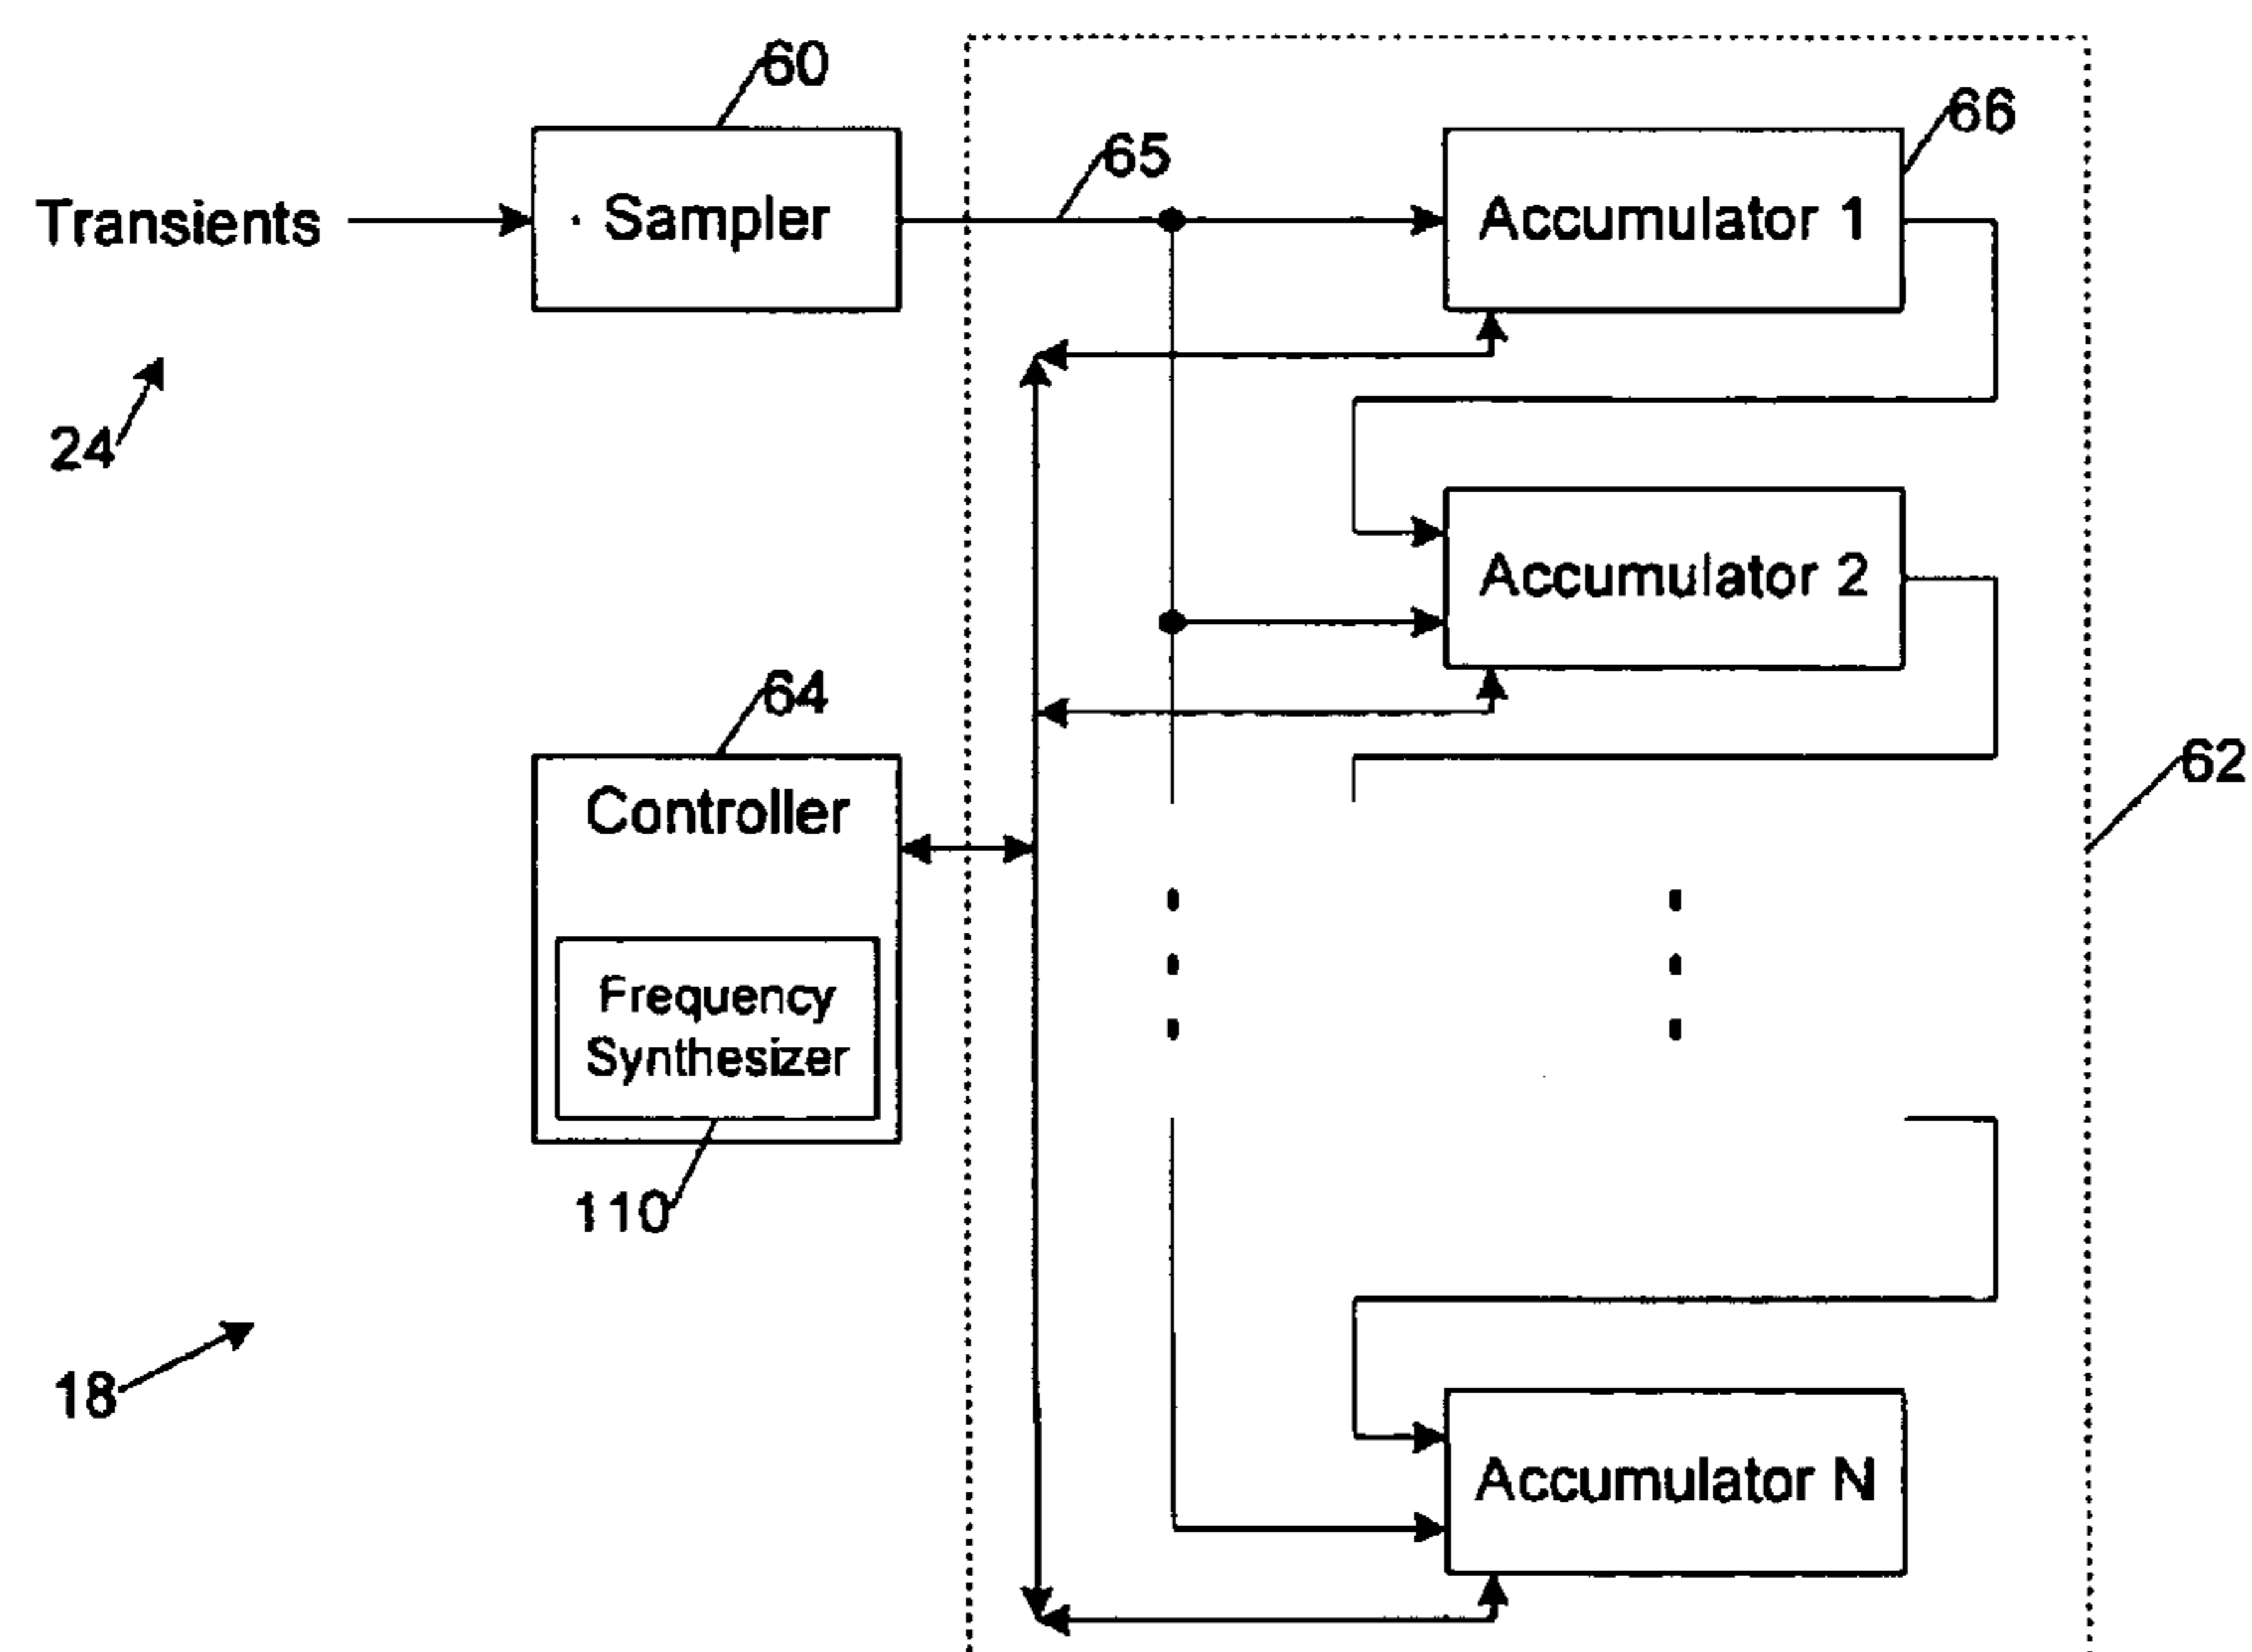 60
66
65
Transients
Sampler
Accumulator 1
24
Accumulator 2
64
62
Controller
Frequency
Synthesizer
110
18
Accumulator N